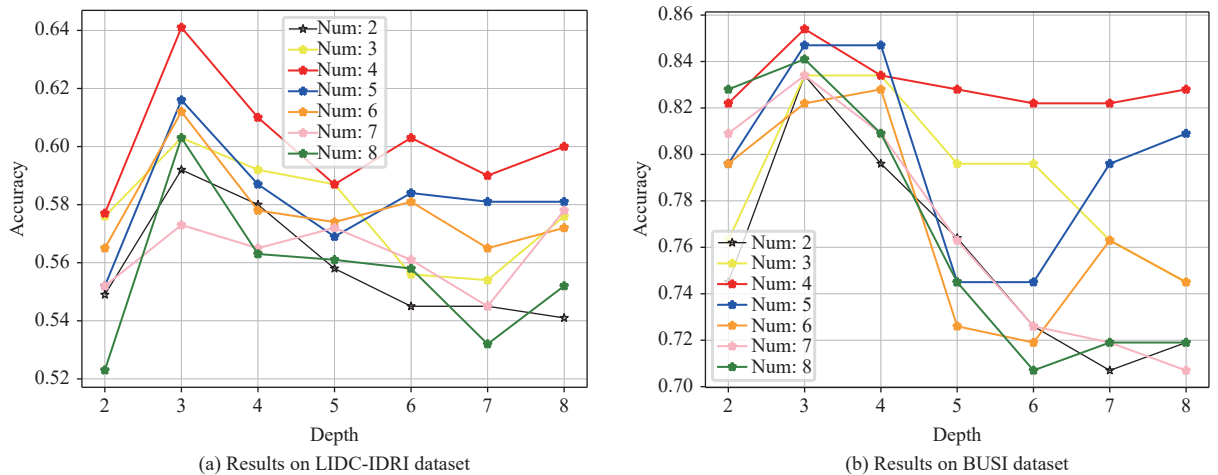 0.64
0.62
0.60
0.58
0.56
0.54
0.52
Accuracy
Num: 2
Num: 3
Num: 4
Num: 5
Num: 6
Num: 7
Num: 8
2 3 4 5 6 7 8
Depth
(a) Results on LIDC-IDRI dataset
0.86
0.84
0.82
0.80
0.78
0.76
0.74
0.72
0.70
Accuracy
Num: 2
Num: 3
Num: 4
Num: 5
Num: 6
Num: 7
Num: 8
2 3 4 5 6 7 8
Depth
(b) Results on BUSI dataset